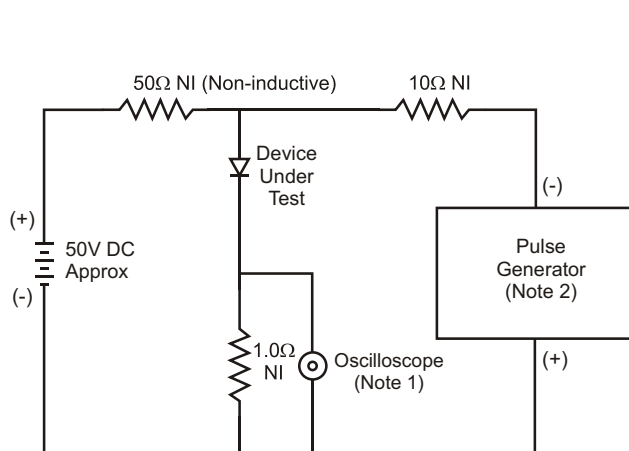 50Ω NI (Non-inductive)
10Ω NI
Device
Under
Test
(-)
(+)
50V DC
Approx
(-)
Pulse
Generator
(Note 2)
1.0Ω
NI
Oscilloscope
(Note 1)
(+)